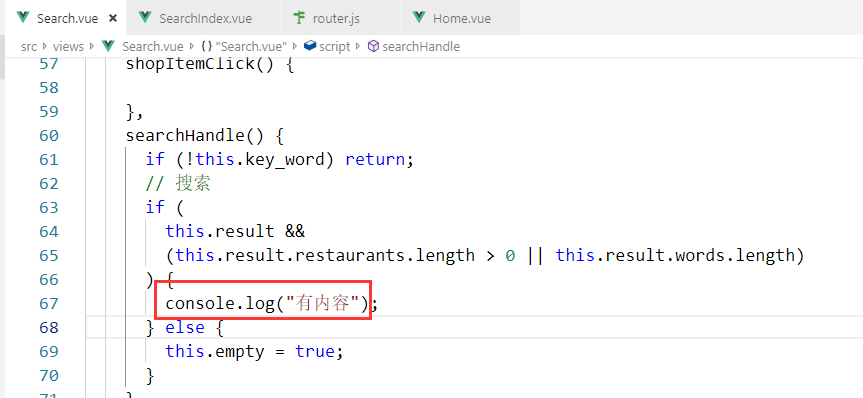 Search.vue × SearchIndex.vue router.js Home.vue
src views Search.vue {} "Search.vue" script searchHandle
57 shopItemClick() {
58
59 },
60 searchHandle() {
61 if (!this.key_word) return;
62 // 搜索
63 if (
64 this.result &&
65 (this.result.restaurants.length > 0 || this.result.words.length)
66 ) {
67 console.log("有内容");
68 } else {
69 this.empty = true;
70 }
71 }